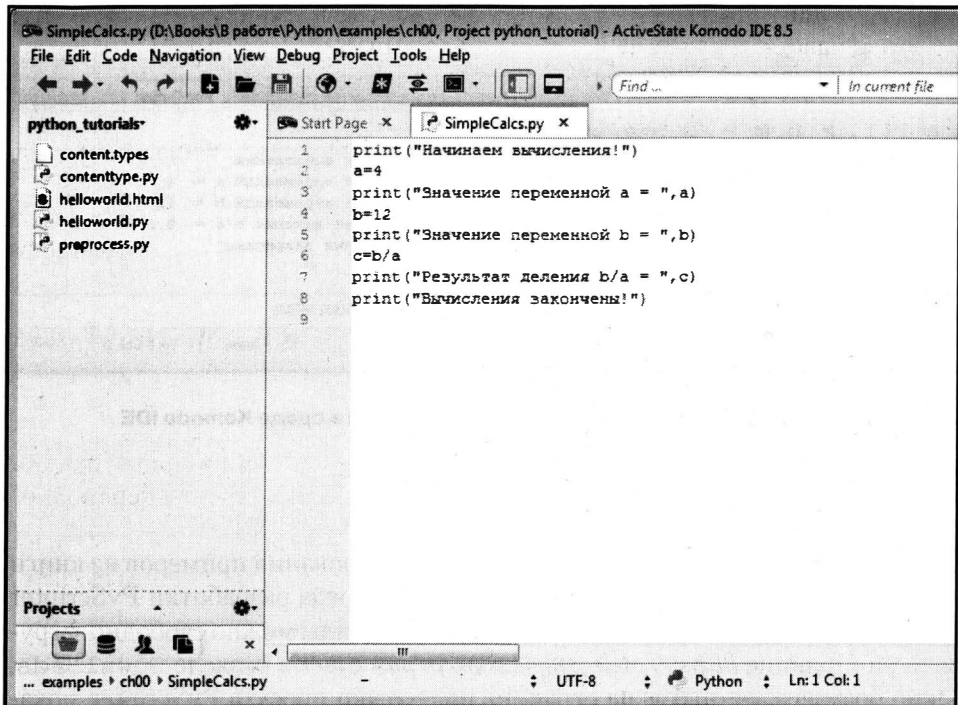 SimpleCalcs.py (D:\Books\В работе\Python\examples\ch00, Project python_tutorial) - ActiveState Komodo IDE 8.5
File Edit Code Navigation View Debug Project Tools Help
Find ...
In current file
python_tutorials
Start Page × SimpleCalcs.py ×
content.types
contenttype.py
helloworld.html
helloworld.py
preprocess.py
1 print("Начинаем вычисления!")
2 a=4
3 print("Значение переменной a = ",a)
4 b=12
5 print("Значение переменной b = ",b)
6 c=b/a
7 print("Результат деления b/a = ",c)
8 print("Вычисления закончены!")
9
Projects
... examples ch00 SimpleCalcs.py
UTF-8 Python Ln: 1 Col: 1